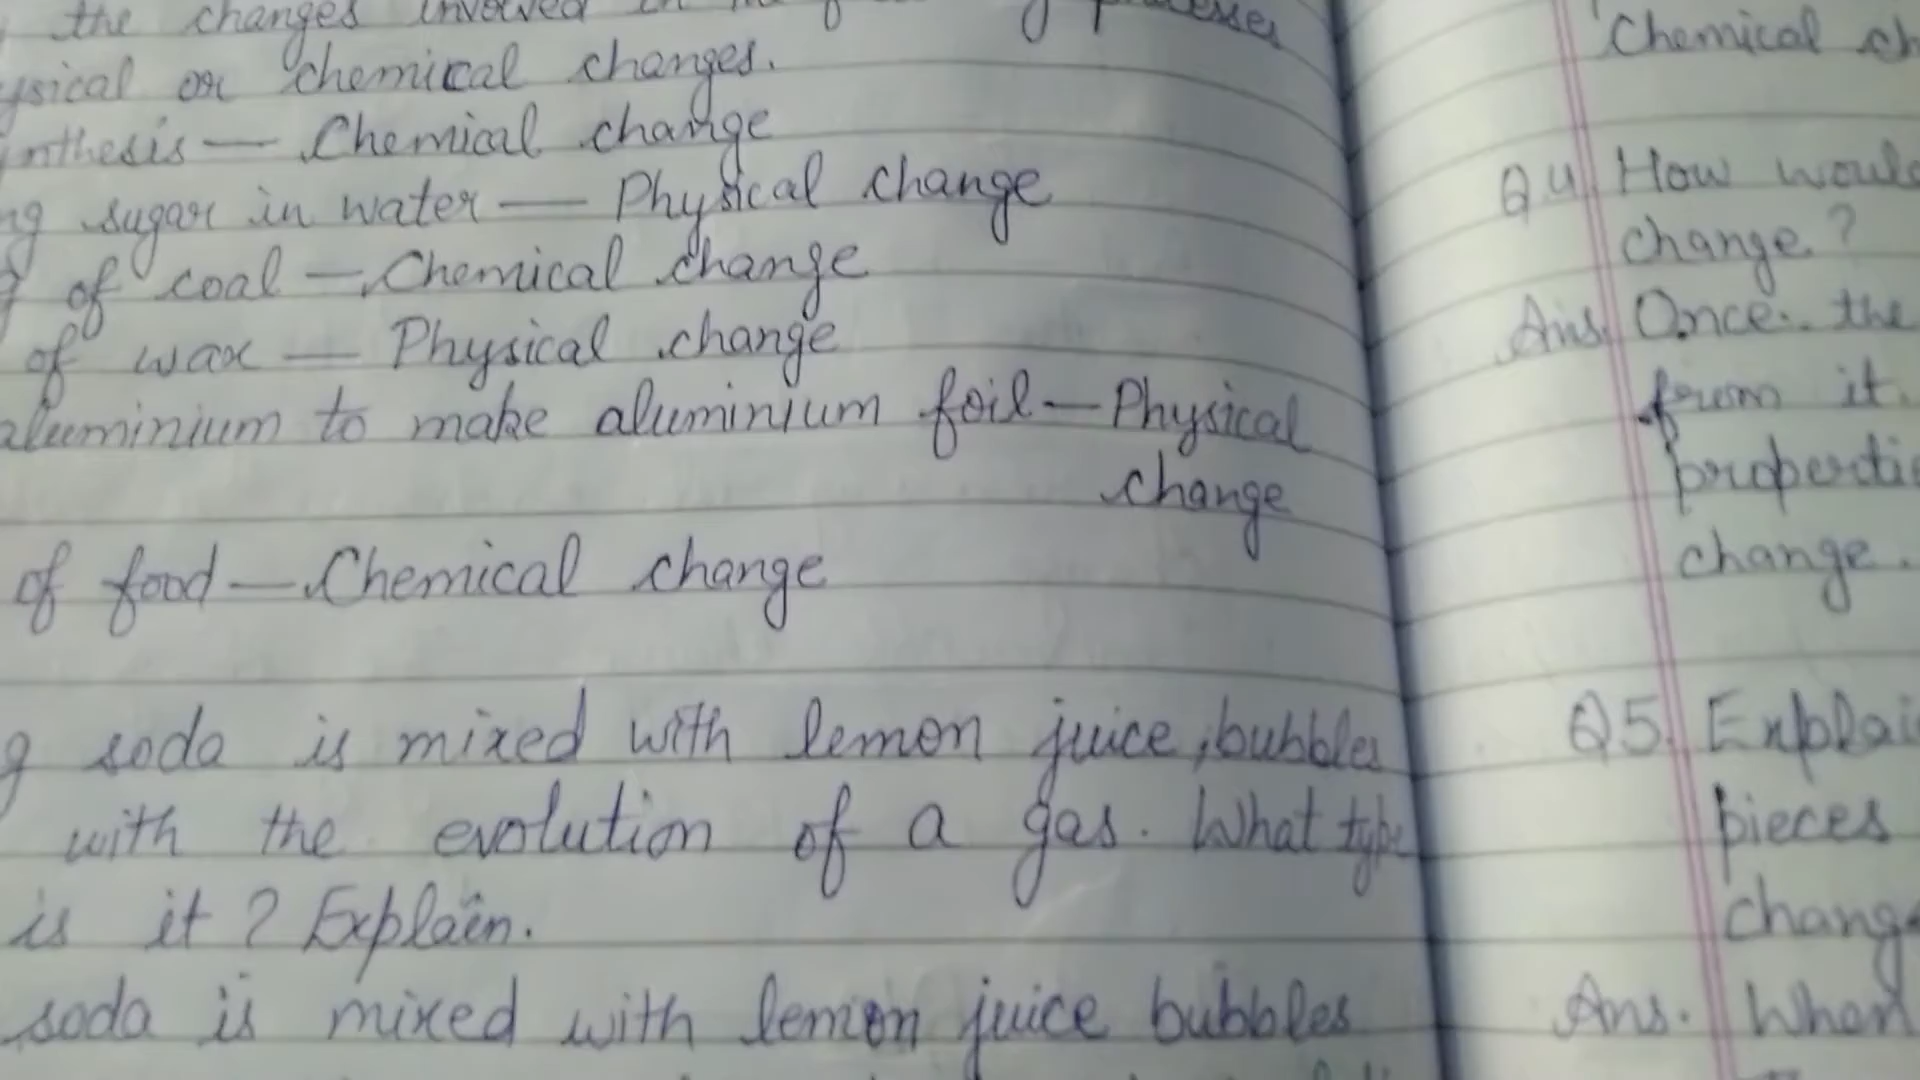 the changes involved in
ysical or chemical changes.
ynthesis — Chemical change
ng sugar in water — Physical change
g of coal — Chemical change
of wax — Physical change
aluminium to make aluminium foil — Physical
change
of food — Chemical change
g soda is mixed with lemon juice, bubbles
with the evolution of a gas. What type
is it? Explain.
soda is mixed with lemon juice bubbles
Chemical ch
Q4. How would
change?
Ans. Once the
from it.
properti
change.
Q5. Explai
pieces
chang
Ans. When